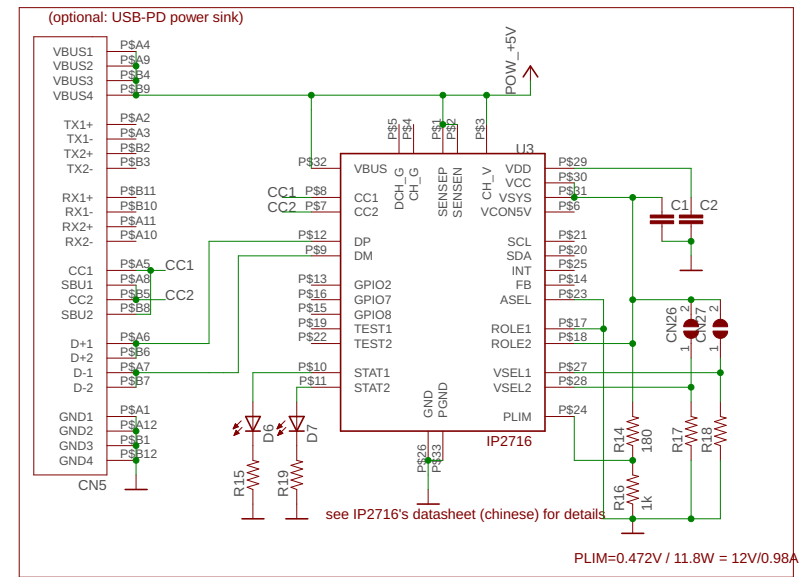 (optional: USB-PD power sink)
VBUS1 P$A4
VBUS2 P$A9
VBUS3 P$B4
VBUS4 P$B9
TX1+ P$A2
TX1- P$A3
TX2+ P$B2
TX2- P$B3
RX1+ P$B11
RX1- P$B10
RX2+ P$A11
RX2- P$A10
CC1 P$A5 CC1
SBU1 P$A8
CC2 P$B5 CC2
SBU2 P$B8
D+1 P$A6
D+2 P$B6
D-1 P$A7
D-2 P$B7
GND1 P$A1
GND2 P$A12
GND3 P$B1
GND4 P$B12
CN5
POW_+5V
P$5
P$4
P$1
P$2
P$3
U3
DCH_G
CH_G
SENSEP
SENSEN
CH_V
P$32 VBUS
CC1 P$8 CC1
CC2 P$7 CC2
P$12 DP
P$9 DM
P$13 GPIO2
P$16 GPIO7
P$15 GPIO8
P$19 TEST1
P$22 TEST2
P$10 STAT1
P$11 STAT2
VDD P$29
VCC P$30
VSYS P$31
VCON5V P$6
SCL P$21
SDA P$20
INT P$25
FB P$14
ASEL P$23
ROLE1 P$17
ROLE2 P$18
VSEL1 P$27
VSEL2 P$28
PLIM P$24
GND
PGND
P$26
P$33
IP2716
C1
C2
CN26
2
1
CN27
2
1
D6
D7
R15
R19
R14
180
R16
1k
R17
R18
see IP2716's datasheet (chinese) for details
PLIM=0.472V / 11.8W = 12V/0.98A